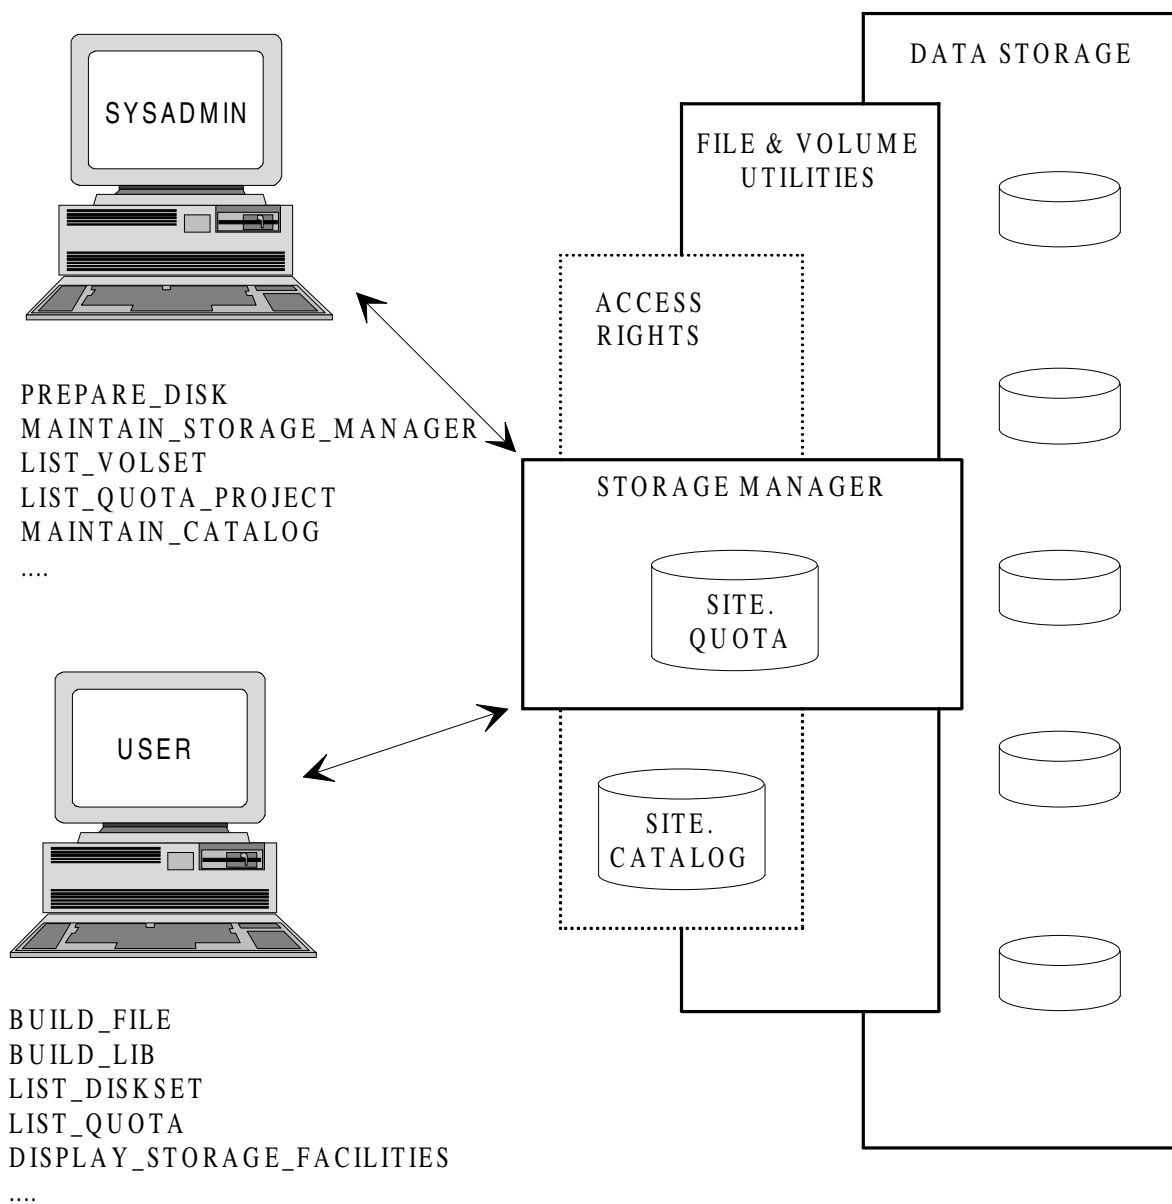 SYSADMIN
PREPARE_DISK
MAINTAIN_STORAGE_MANAGER
LIST_VOLSET
LIST_QUOTA_PROJECT
MAINTAIN_CATALOG
....
USER
BUILD_FILE
BUILD_LIB
LIST_DISKSET
LIST_QUOTA
DISPLAY_STORAGE_FACILITIES
....
DATA STORAGE
FILE & VOLUME
UTILITIES
ACCESS
RIGHTS
STORAGE MANAGER
SITE.
QUOTA
SITE.
CATALOG